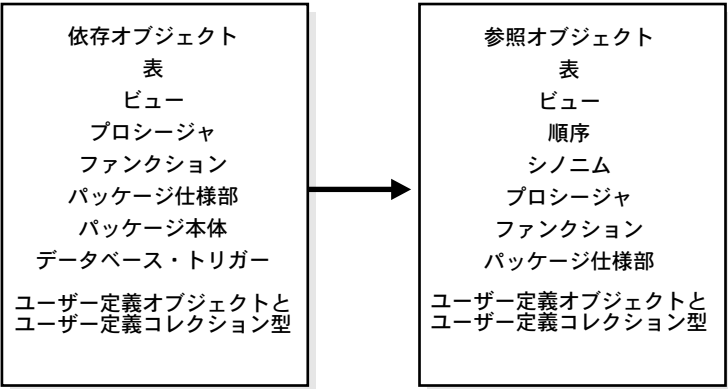 依存オブジェクト
表
ビュー
プロシージャ
ファンクション
パッケージ仕様部
パッケージ本体
データベース・トリガー
ユーザー定義オブジェクトと
ユーザー定義コレクション型
参照オブジェクト
表
ビュー
順序
シノニム
プロシージャ
ファンクション
パッケージ仕様部
ユーザー定義オブジェクトと
ユーザー定義コレクション型